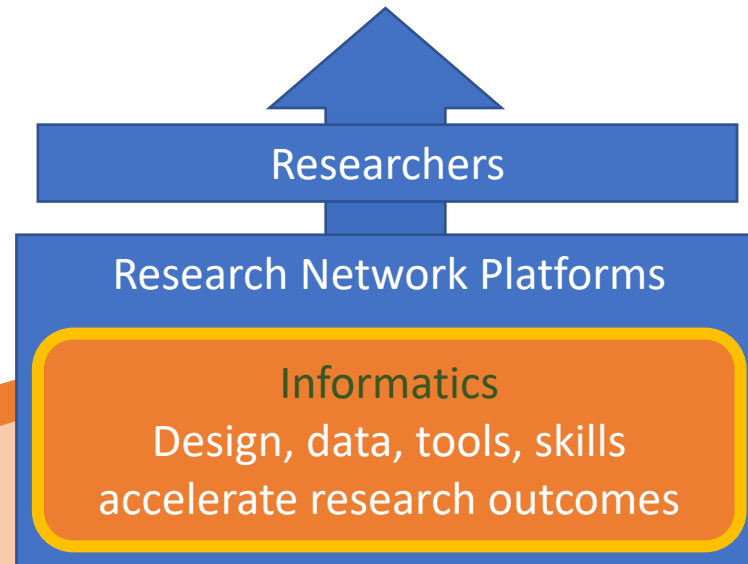 Researchers
Research Network Platforms
Informatics
Design, data, tools, skills
accelerate research outcomes